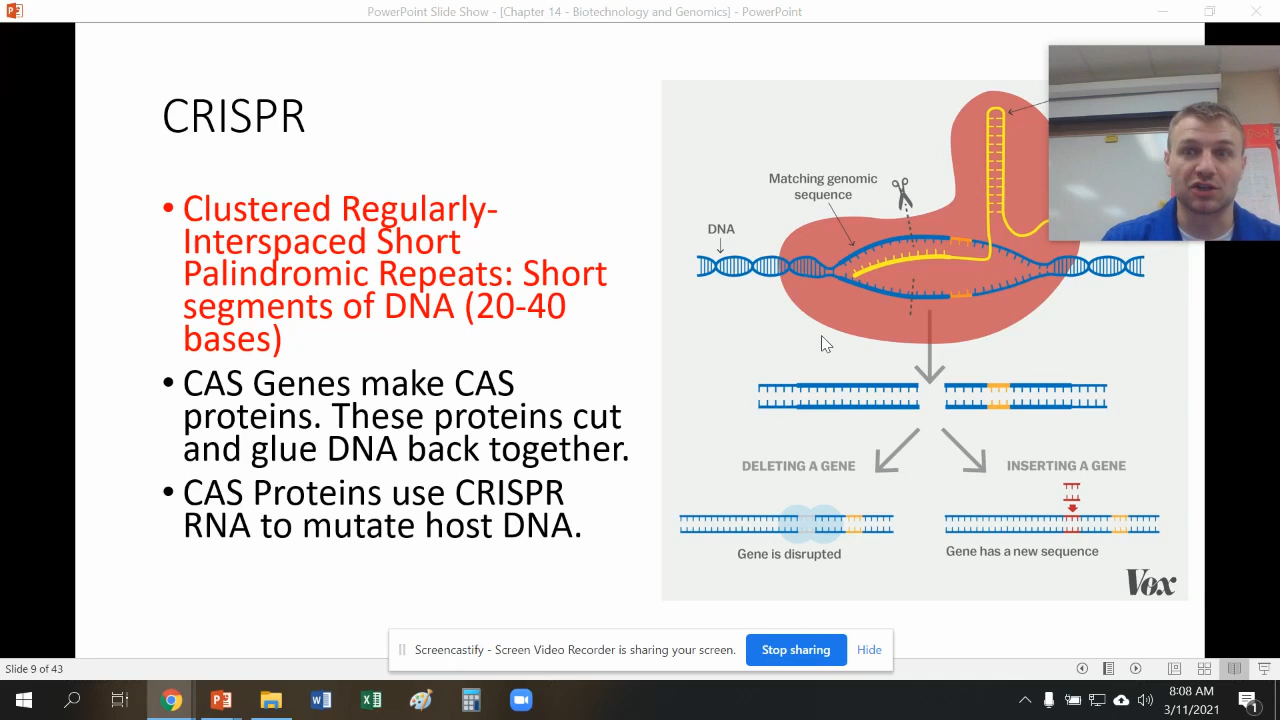 PowerPoint Slide Show - [Chapter 14 - Biotechnology and Genomics] - PowerPoint
CRISPR
• Clustered Regularly-
Interspaced Short
Palindromic Repeats: Short
segments of DNA (20-40
bases)
• CAS Genes make CAS
proteins. These proteins cut
and glue DNA back together.
• CAS Proteins use CRISPR
RNA to mutate host DNA.
Matching genomic
sequence
DNA
DELETING A GENE
INSERTING A GENE
Gene is disrupted
Gene has a new sequence
Vox
Screencastify - Screen Video Recorder is sharing your screen.
Stop sharing
Hide
Slide 9 of 43
8:08 AM
3/11/2021
1